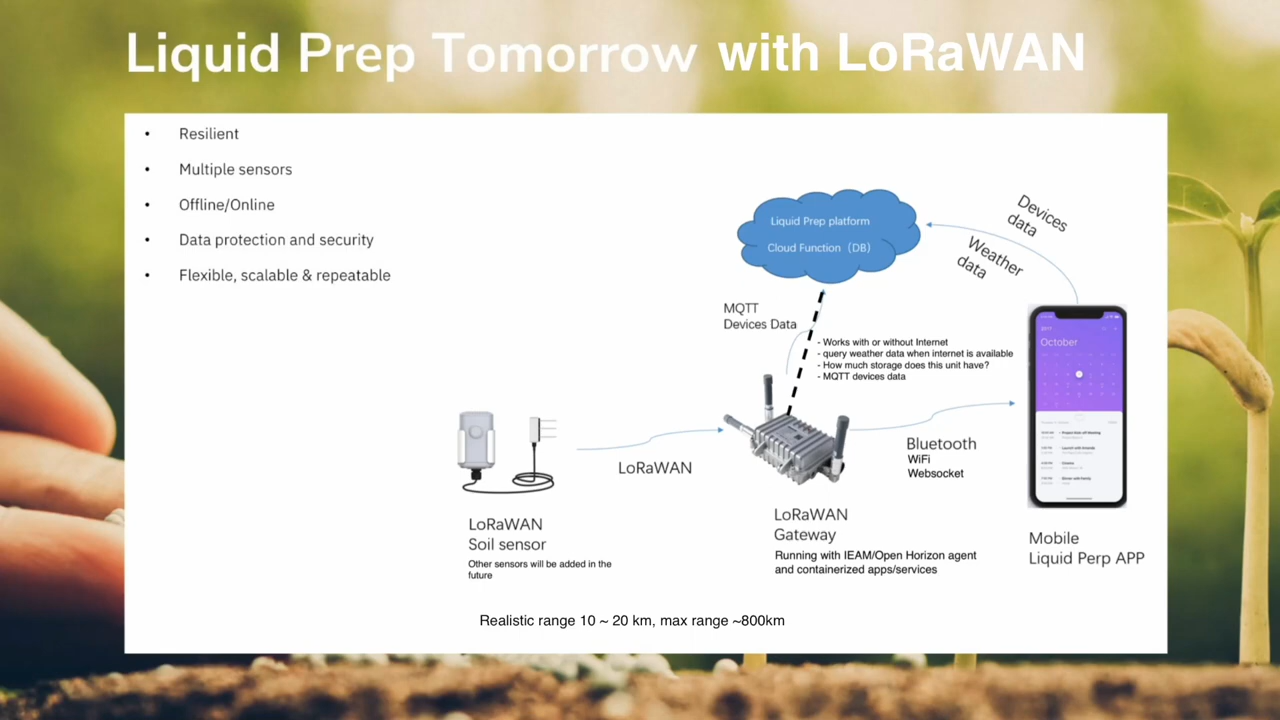 Liquid Prep Tomorrow with LoRaWAN
• Resilient
• Multiple sensors
• Offline/Online
• Data protection and security
• Flexible, scalable & repeatable
Liquid Prep platform
Cloud Function (DB)
Devices
data
Weather
data
MQTT
Devices Data
- Works with or without Internet
- query weather data when internet is available
- How much storage does this unit have?
- MQTT devices data
October
LoRaWAN
Bluetooth
WiFi
Websocket
LoRaWAN
Soil sensor
Other sensors will be added in the
future
LoRaWAN
Gateway
Running with IEAM/Open Horizon agent
and containerized apps/services
Mobile
Liquid Perp APP
Realistic range 10 ~ 20 km, max range ~800km